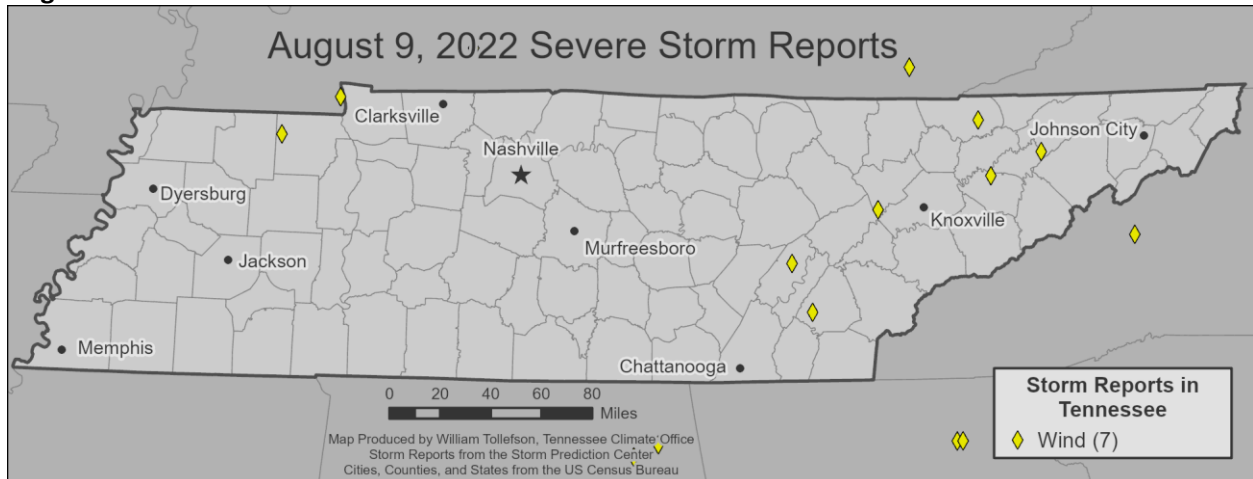 August 9, 2022 Severe Storm Reports
Clarksville
Johnson City
Nashville
Dyersburg
Knoxville
Murfreesboro
Jackson
Memphis
Chattanooga
0 20 40 60 80
Miles
Map Produced by William Tollefson, Tennessee Climate Office
Storm Reports from the Storm Prediction Center
Cities, Counties, and States from the US Census Bureau
Storm Reports in
Tennessee
Wind (7)